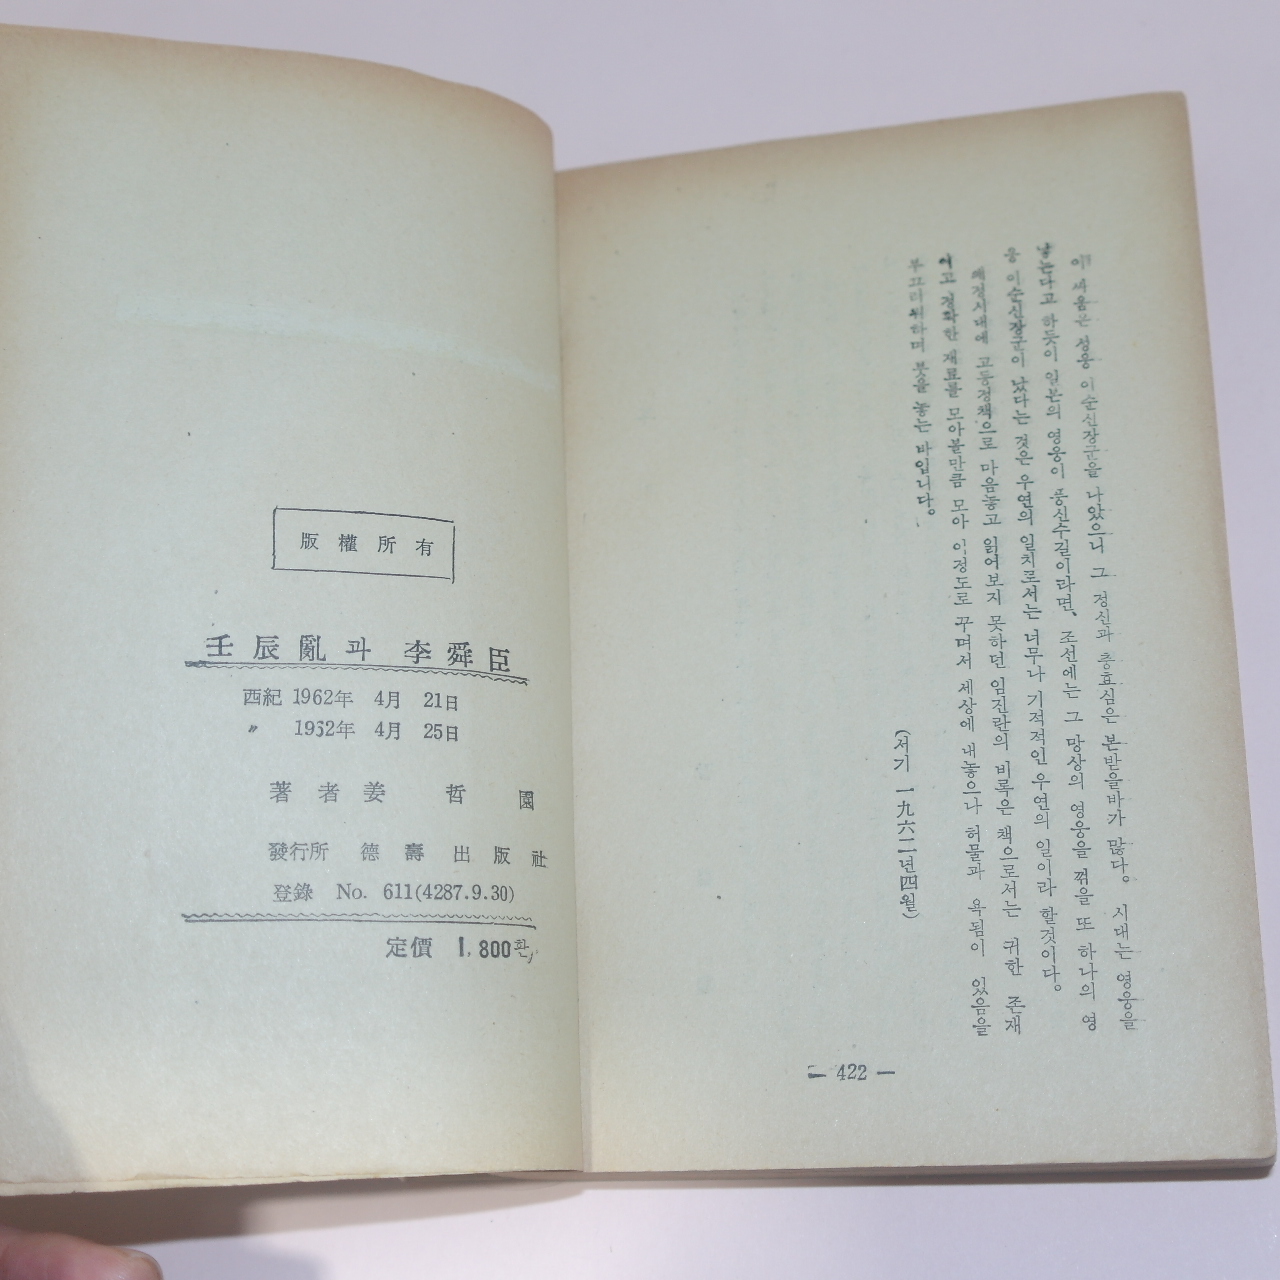 이 싸움은 성웅 이순신장군을 나았으니 그 정신과 충효심은 본받을바가 많다。 시대는 영웅을
낳는다고 하듯이 일본의 영웅이 풍신수길이라면、 조선에는 그 망상의 영웅을 꺾을 또 하나의 영
웅 이순신장군이 났다는 것은 우연의 일치로서는 너무나 기적적인 우연의 일이라 할것이다。
왜정시대에 고등정책으로 마음놓고 읽어보지 못하던 임진란의 비록은 책으로서는 귀한 존재
이고 정확한 재료를 모아볼만큼 모아 이정도로 꾸며서 세상에 내놓으나 허물과 욕됨이 있음을
부끄러워하며 붓을 놓는 바입니다。
(서기 一九六二년四월)
— 422 —
版權所有
壬辰亂과 李舜臣
西紀 1962年 4月 21日
〃 1962年 4月 25日
著者 姜哲園
發行所 德壽出版社
登錄 No. 611(4287.9.30)
定價 1,800환